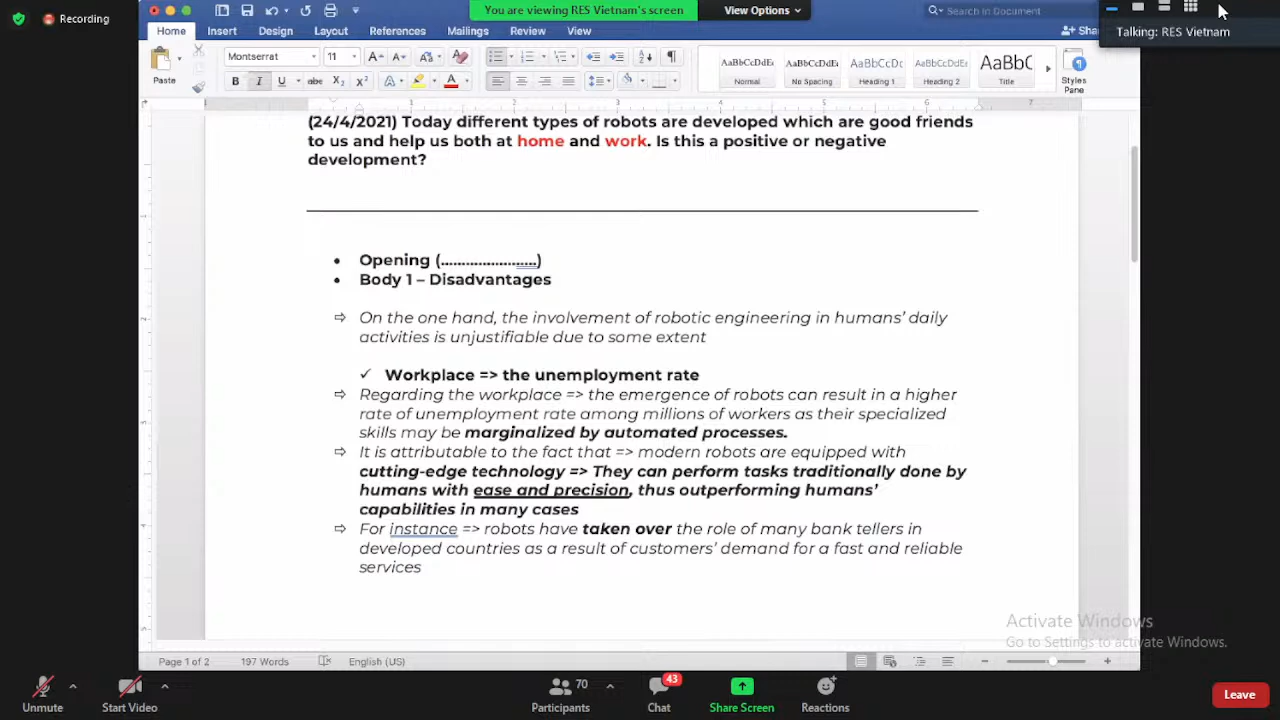 Recording
You are viewing RES Vietnam's screen
View Options
Search in Document
Talking: RES Vietnam
Home Insert Design Layout References Mailings Review View
Paste
Montserrat 11
AaBbCcDdEe AaBbCcDdEe AaBbCcDc AaBbCcDdEe AaBbC
Normal No Spacing Heading 1 Heading 2 Title
Styles
Pane
(24/4/2021) Today different types of robots are developed which are good friends
to us and help us both at home and work. Is this a positive or negative
development?
• Opening (........................)
• Body 1 – Disadvantages
⇨ On the one hand, the involvement of robotic engineering in humans’ daily
activities is unjustifiable due to some extent
✓ Workplace => the unemployment rate
⇨ Regarding the workplace => the emergence of robots can result in a higher
rate of unemployment rate among millions of workers as their specialized
skills may be marginalized by automated processes.
⇨ It is attributable to the fact that => modern robots are equipped with
cutting-edge technology => They can perform tasks traditionally done by
humans with ease and precision, thus outperforming humans’
capabilities in many cases
⇨ For instance => robots have taken over the role of many bank tellers in
developed countries as a result of customers’ demand for a fast and reliable
services
Activate Windows
Go to Settings to activate Windows.
Page 1 of 2 197 Words English (US)
Unmute Start Video Participants 70 Chat 43 Share Screen Reactions Leave